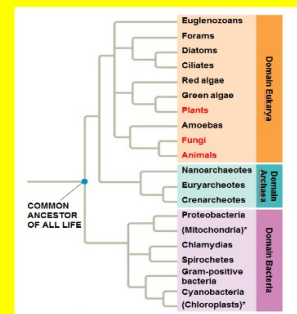 Euglenozoans
Forams
Diatoms
Ciliates
Red algae
Green algae
Plants
Amoebas
Fungi
Animals
Domain Eukarya
Nanoarchaeotes
Euryarcheotes
Crenarcheotes
Domain
Archaea
COMMON
ANCESTOR
OF ALL LIFE
Proteobacteria
(Mitochondria)*
Chlamydias
Spirochetes
Gram-positive
bacteria
Cyanobacteria
(Chloroplasts)*
Domain Bacteria